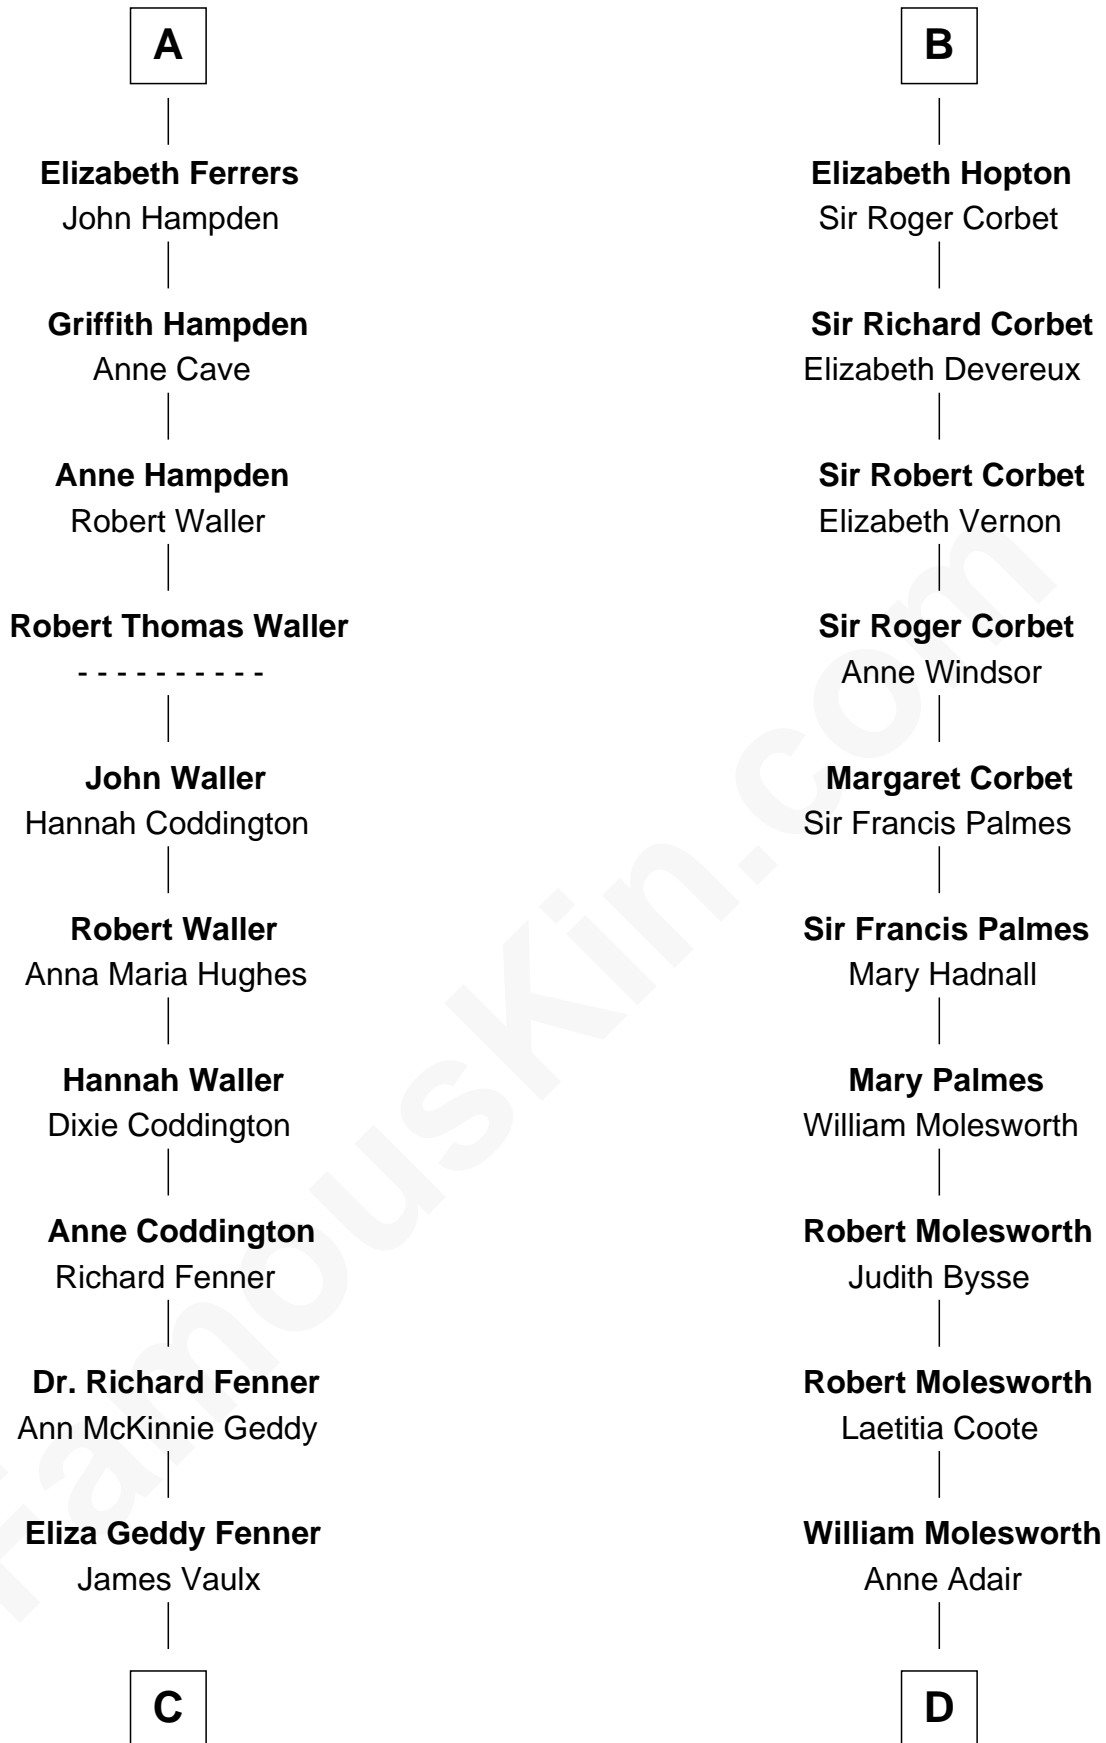 A
Elizabeth Ferrers
John Hampden
Griffith Hampden
Anne Cave
Anne Hampden
Robert Waller
Robert Thomas Waller
- - - - - - - - - -
John Waller
Hannah Coddington
Robert Waller
Anna Maria Hughes
Hannah Waller
Dixie Coddington
Anne Coddington
Richard Fenner
Dr. Richard Fenner
Ann McKinnie Geddy
Eliza Geddy Fenner
James Vaulx
C
B
Elizabeth Hopton
Sir Roger Corbet
Sir Richard Corbet
Elizabeth Devereux
Sir Robert Corbet
Elizabeth Vernon
Sir Roger Corbet
Anne Windsor
Margaret Corbet
Sir Francis Palmes
Sir Francis Palmes
Mary Hadnall
Mary Palmes
William Molesworth
Robert Molesworth
Judith Bysse
Robert Molesworth
Laetitia Coote
William Molesworth
Anne Adair
D
FamousKin.com